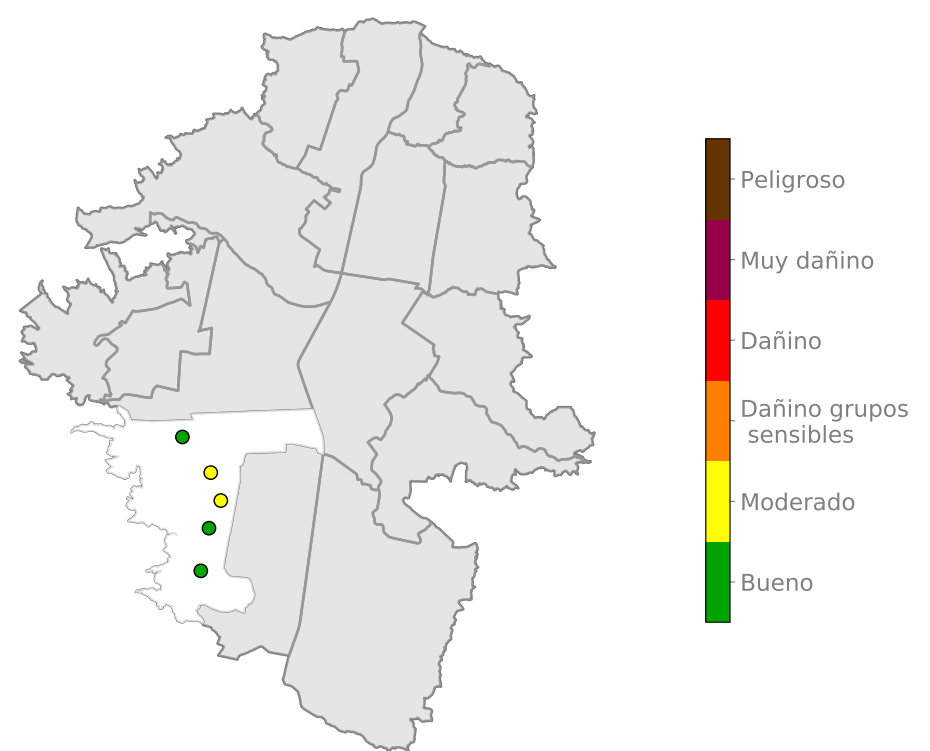 Peligroso
Muy dañino
Dañino
Dañino grupos
sensibles
Moderado
Bueno